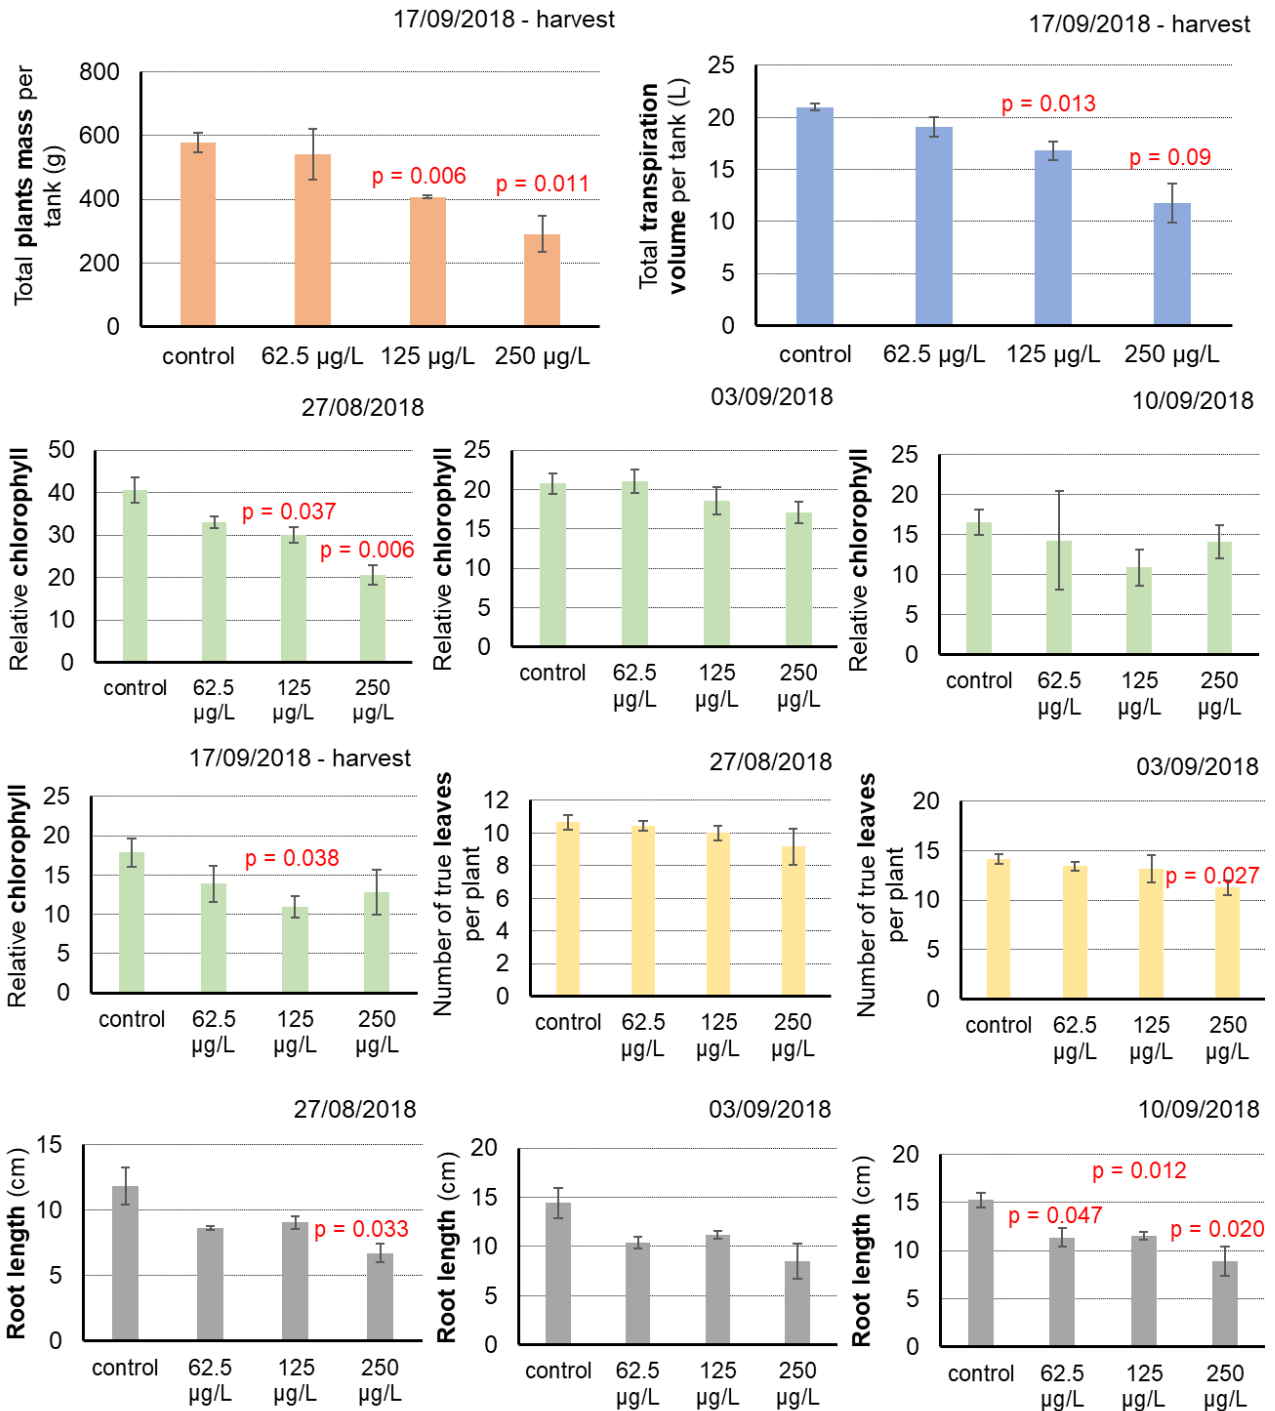 17/09/2018 - harvest
Total plants mass per
tank (g)
800
600
400
200
0
p = 0.006
p = 0.011
control
62.5 µg/L
125 µg/L
250 µg/L
17/09/2018 - harvest
Total transpiration
volume per tank (L)
25
20
15
10
5
0
p = 0.013
p = 0.09
control
62.5 µg/L
125 µg/L
250 µg/L
27/08/2018
Relative chlorophyll
50
40
30
20
10
0
p = 0.037
p = 0.006
control
62.5
µg/L
125
µg/L
250
µg/L
03/09/2018
Relative chlorophyll
25
20
15
10
5
0
control
62.5
µg/L
125
µg/L
250
µg/L
10/09/2018
Relative chlorophyll
25
20
15
10
5
0
control
62.5
µg/L
125
µg/L
250
µg/L
17/09/2018 - harvest
Relative chlorophyll
25
20
15
10
5
0
p = 0.038
control
62.5
µg/L
125
µg/L
250
µg/L
27/08/2018
Number of true leaves
per plant
12
10
8
6
4
2
0
control
62.5
µg/L
125
µg/L
250
µg/L
03/09/2018
Number of true leaves
per plant
20
15
10
5
0
p = 0.027
control
62.5
µg/L
125
µg/L
250
µg/L
27/08/2018
Root length (cm)
15
10
5
0
p = 0.033
control
62.5
µg/L
125
µg/L
250
µg/L
03/09/2018
Root length (cm)
20
15
10
5
0
control
62.5
µg/L
125
µg/L
250
µg/L
10/09/2018
Root length (cm)
20
15
10
5
0
p = 0.012
p = 0.047
p = 0.020
control
62.5
µg/L
125
µg/L
250
µg/L